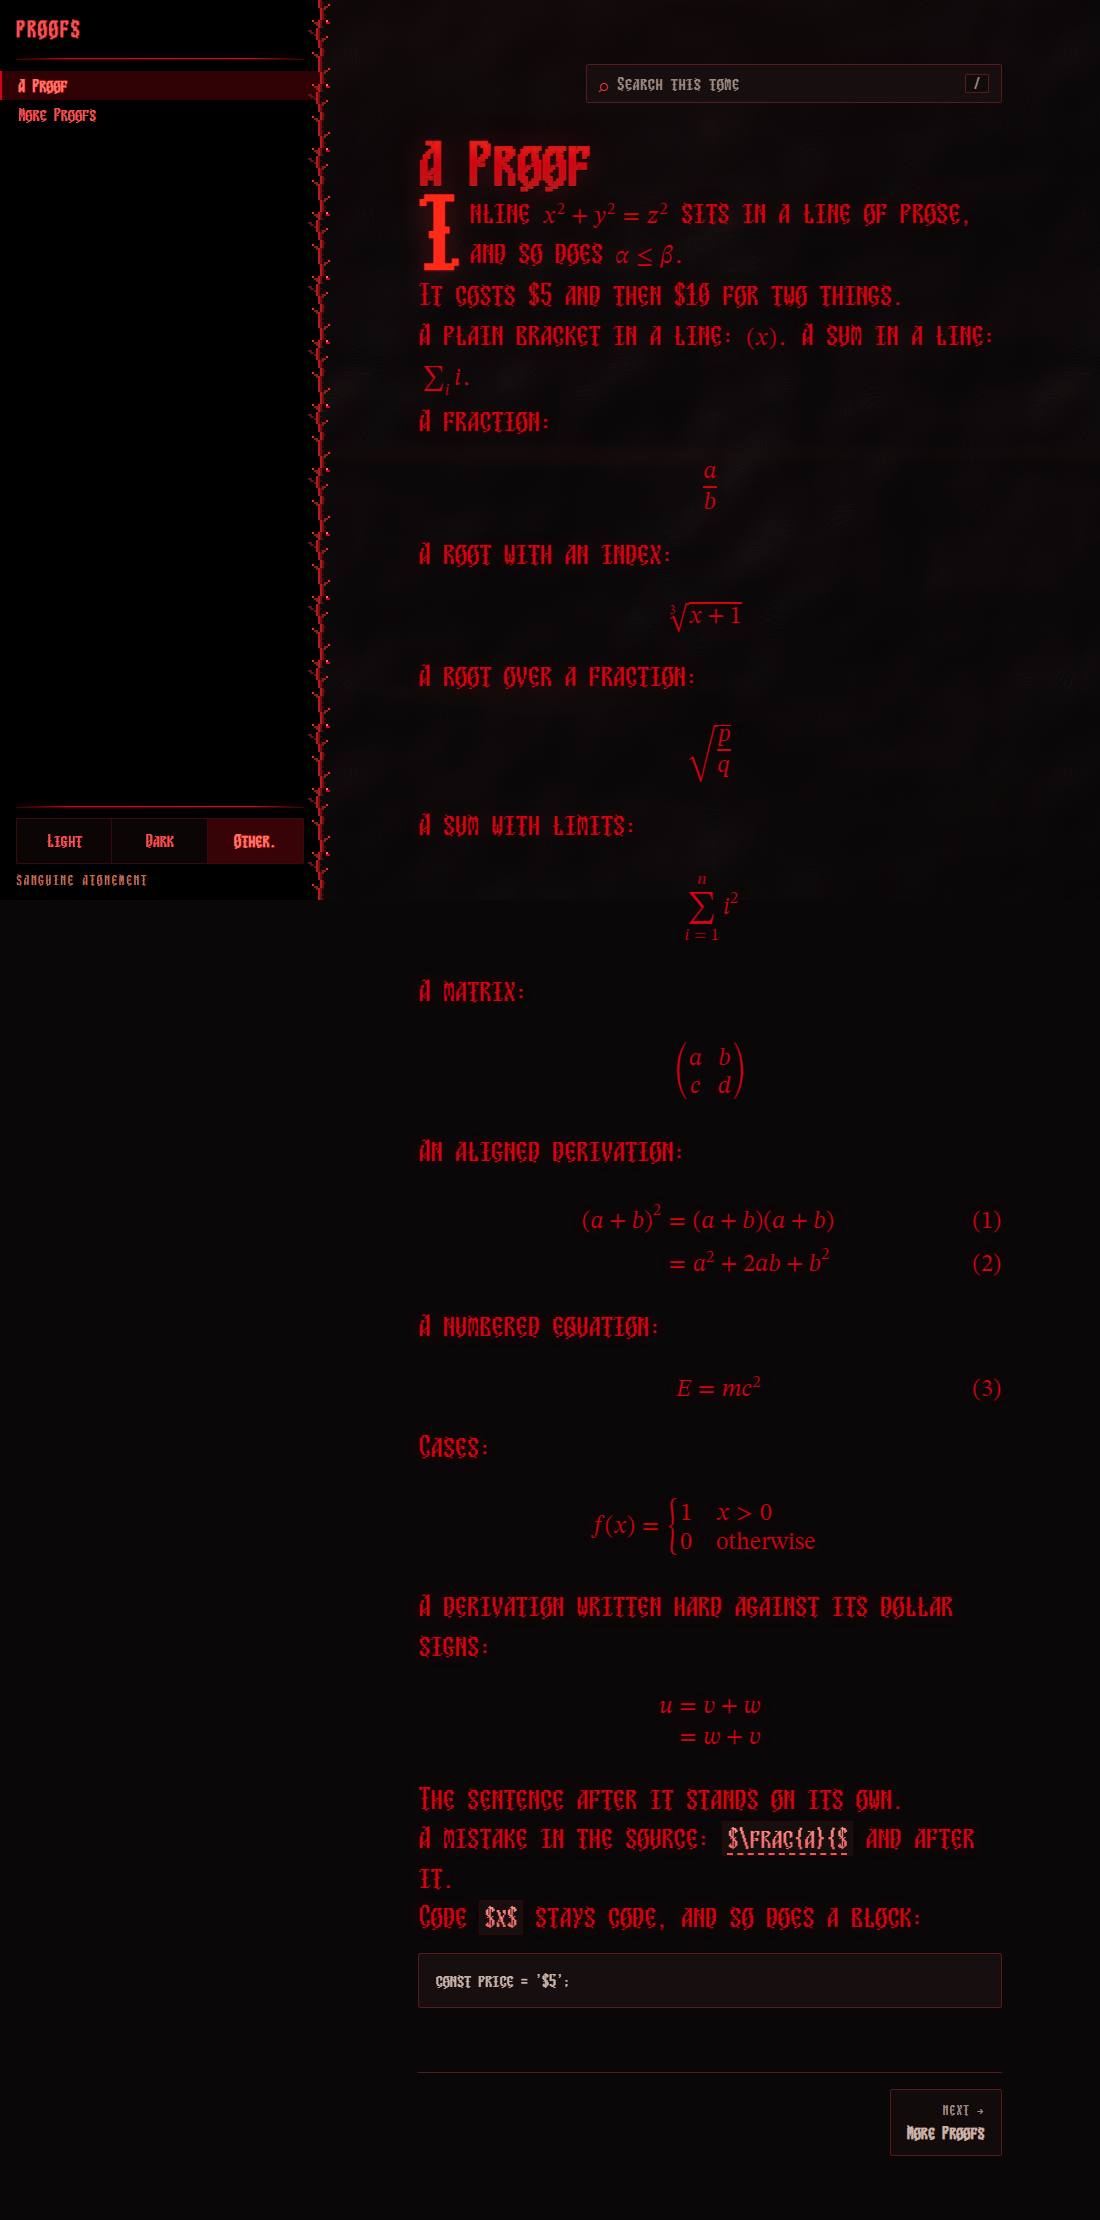 PROOFS
A Proof
More Proofs
Search this tome
/
A Proof
Inline x² + y² = z² sits in a line of prose,
and so does α ≤ β.
It costs $5 and then $10 for two things.
A plain bracket in a line: (x). A sum in a line:
∑ᵢ i.
A fraction:
a
b
A root with an index:
³√x + 1
A root over a fraction:
√p
q
A sum with limits:
n
∑ i²
i = 1
A matrix:
(a b
c d)
An aligned derivation:
(a + b)² = (a + b)(a + b) (1)
= a² + 2ab + b² (2)
A numbered equation:
E = mc² (3)
Cases:
f(x) = { 1 x > 0
0 otherwise
A derivation written hard against its dollar
signs:
u = v + w
= w + v
The sentence after it stands on its own.
A mistake in the source: $\frac{a}{$ and after
it.
Code $x$ stays code, and so does a block:
const price = '$5';
Next →
More Proofs
Light Dark Other.
Sanguine Atonement